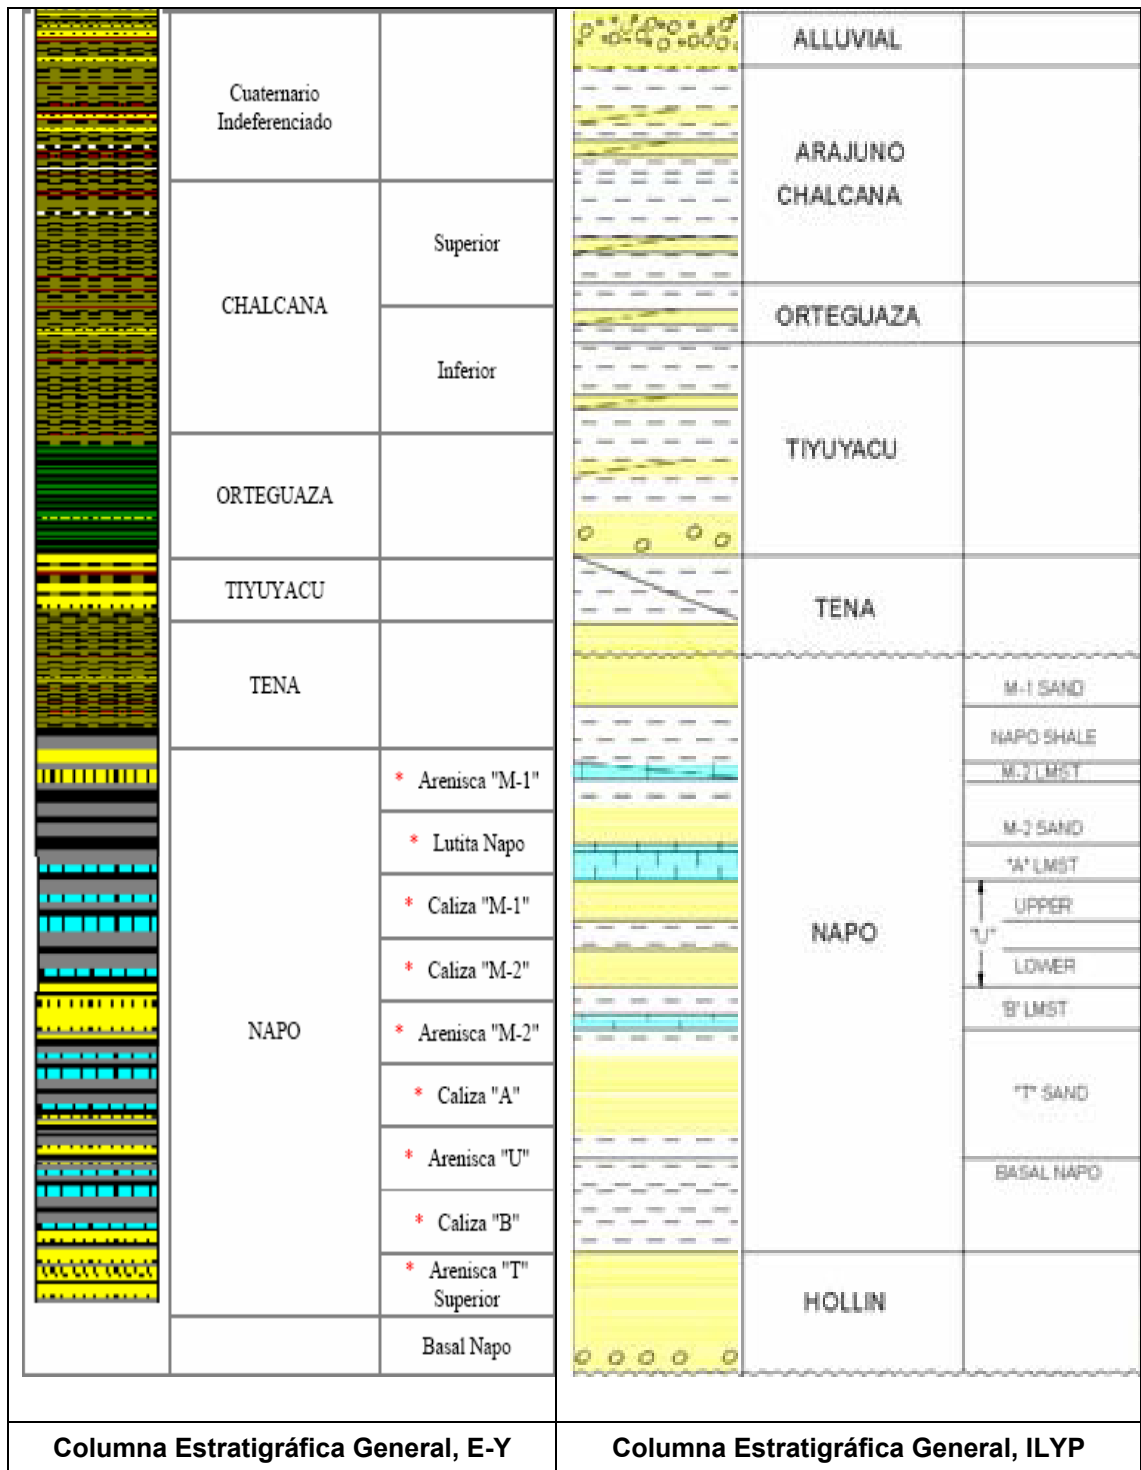 Cuaternario
Indeferenciado
CHALCANA
Superior
Inferior
ORTEGUAZA
TIYUYACU
TENA
NAPO
* Arenisca "M-1"
* Lutita Napo
* Caliza "M-1"
* Caliza "M-2"
* Arenisca "M-2"
* Caliza "A"
* Arenisca "U"
* Caliza "B"
* Arenisca "T"
Superior
Basal Napo
Columna Estratigráfica General, E-Y
ALLUVIAL
ARAJUNO
CHALCANA
ORTEGUAZA
TIYUYACU
TENA
NAPO
M-1 SAND
NAPO SHALE
M-2 LMST
M-2 SAND
"A" LMST
UPPER
"U"
LOWER
"B" LMST
"T" SAND
BASAL NAPO
HOLLIN
Columna Estratigráfica General, ILYP